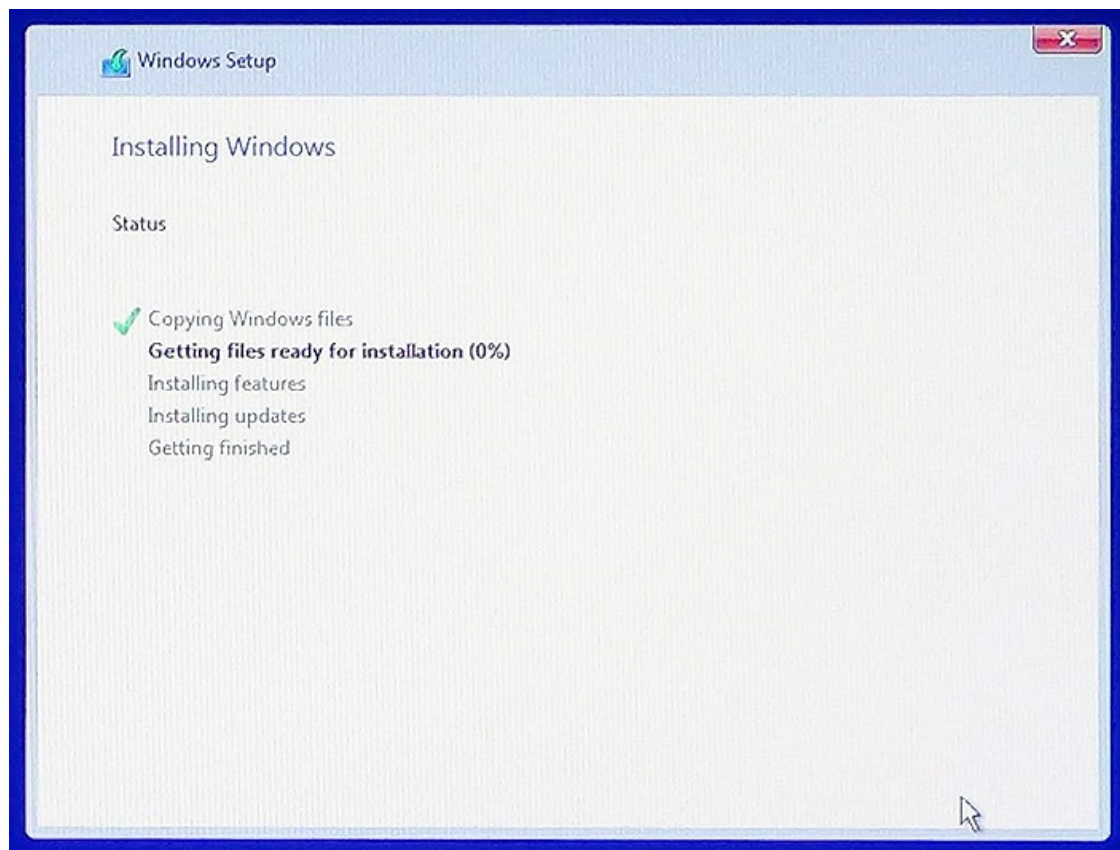 Windows Setup
Installing Windows
Status
Copying Windows files
Getting files ready for installation (0%)
Installing features
Installing updates
Getting finished